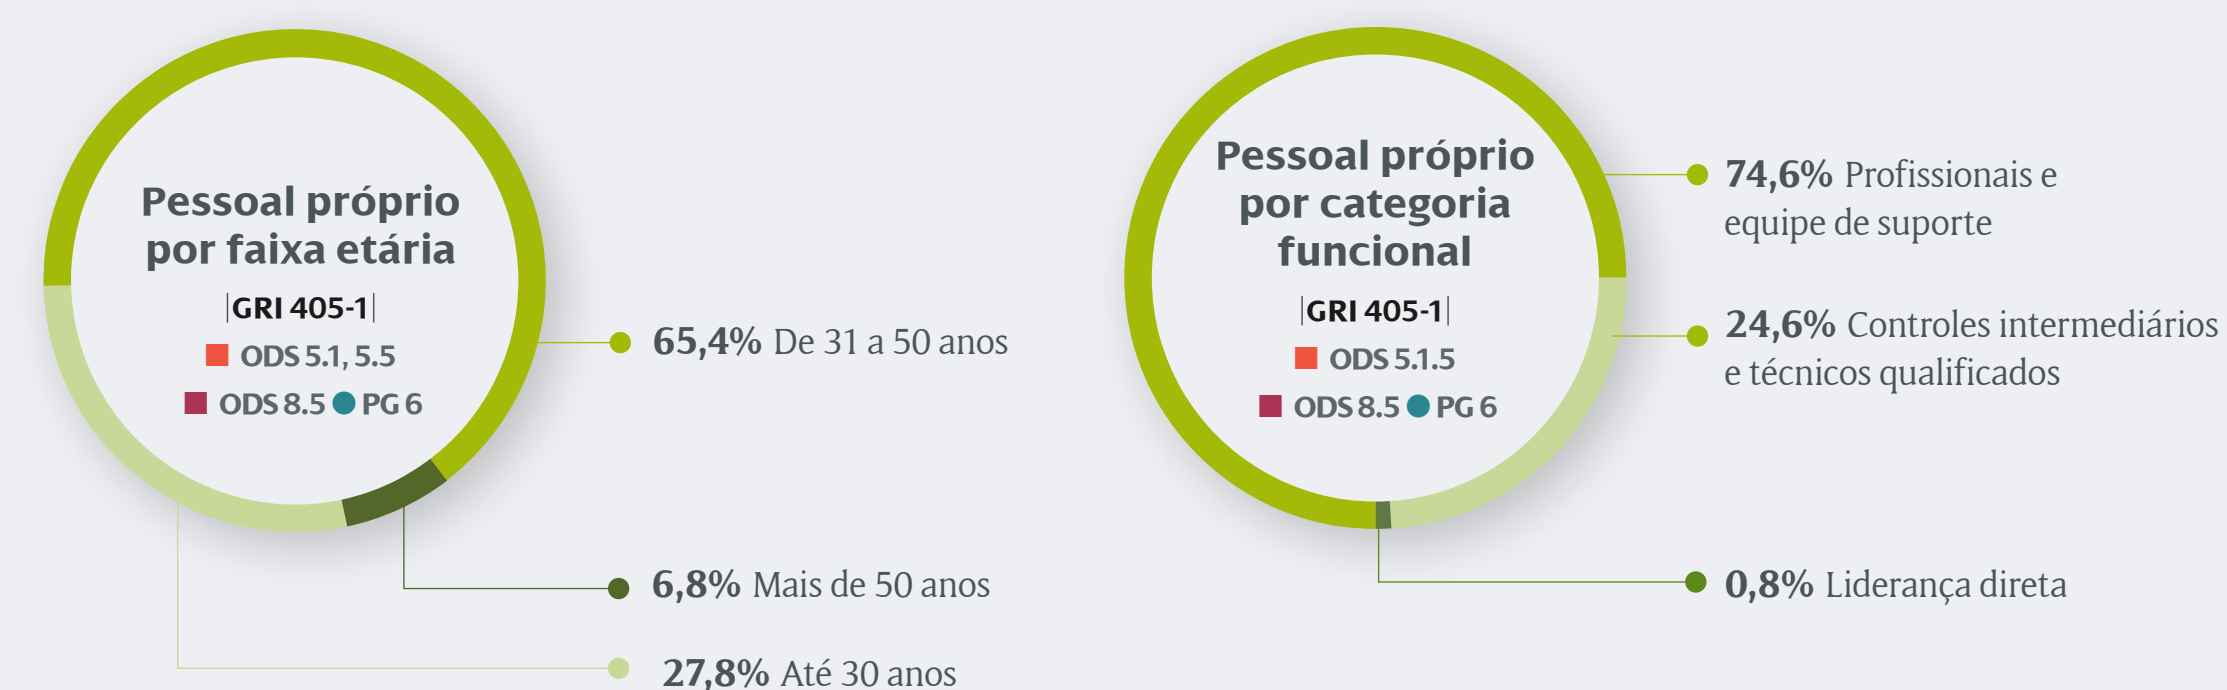 Pessoal próprio
por faixa etária
|GRI 405-1|
ODS 5.1, 5.5
ODS 8.5 PG 6
65,4% De 31 a 50 anos
6,8% Mais de 50 anos
27,8% Até 30 anos
Pessoal próprio
por categoria
funcional
|GRI 405-1|
ODS 5.1.5
ODS 8.5 PG 6
74,6% Profissionais e
equipe de suporte
24,6% Controles intermediários
e técnicos qualificados
0,8% Liderança direta